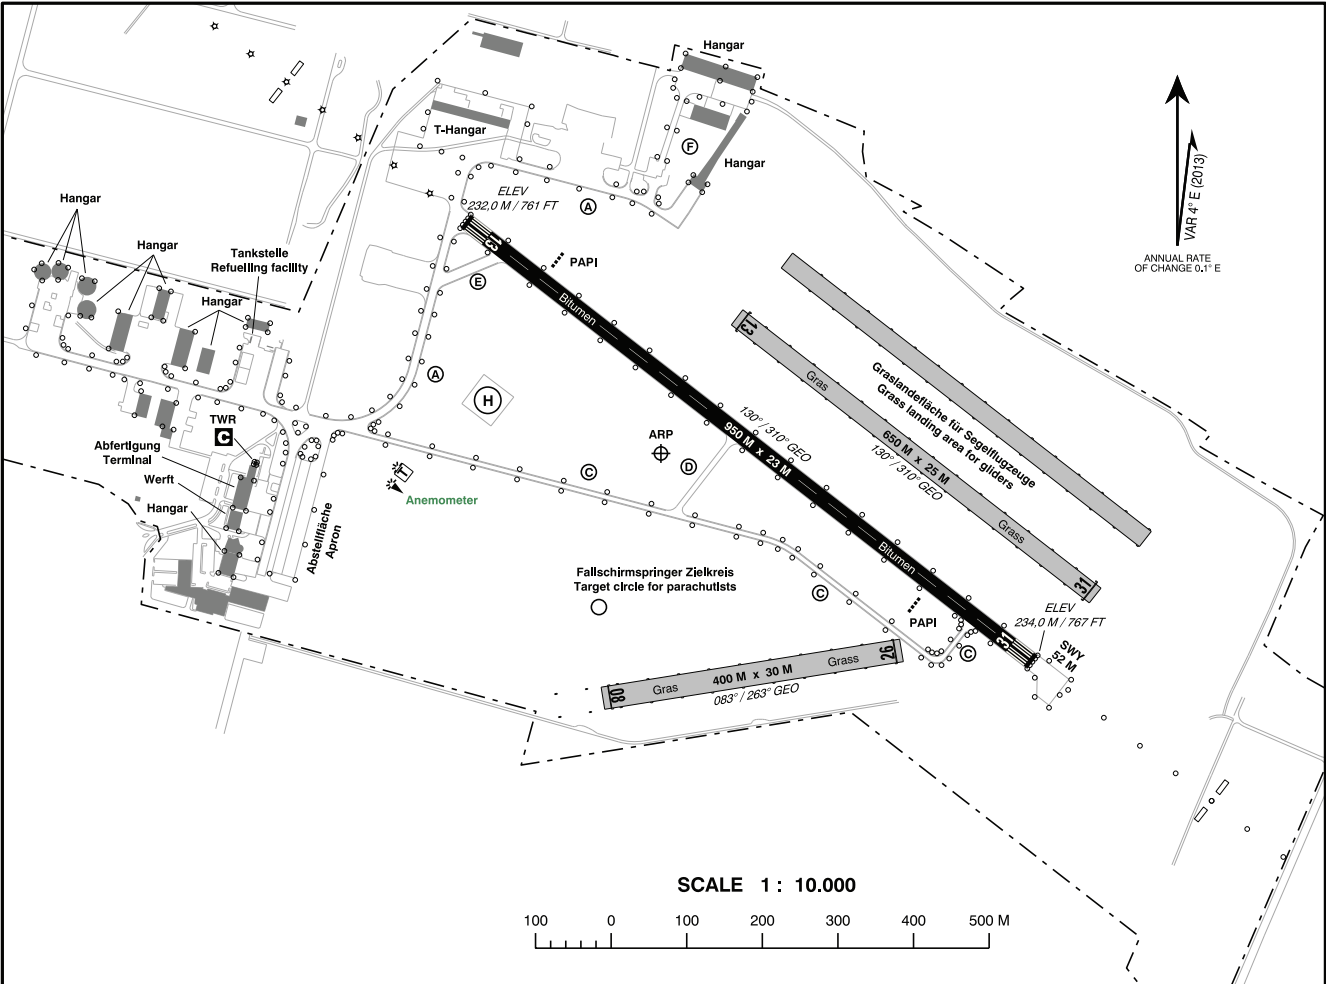 Hangar
T-Hangar
F
Hangar
ELEV
232,0 M / 761 FT
A
VAR 4° E (2013)
ANNUAL RATE
OF CHANGE 0.1° E
Hangar
Hangar
Tankstelle
Refuelling facility
Hangar
13
PAPI
E
Bitumen
13
Gras
Graslandefläche für Segelflugzeuge
Grass landing area for gliders
A
H
650 M x 25 M
130° / 310° GEO
Grass
31
130° / 310° GEO
950 M x 23 M
ARP
D
C
TWR
C
Abfertigung
Terminal
Werft
Hangar
T
Anemometer
Abstellfläche
Apron
Bitumen
Fallschirmspringer Zielkreis
Target circle for parachutists
C
PAPI
31
ELEV
234,0 M / 767 FT
SWY
52 M
C
08
Gras
400 M x 30 M
Grass
26
083° / 263° GEO
SCALE 1 : 10.000
100 0 100 200 300 400 500 M